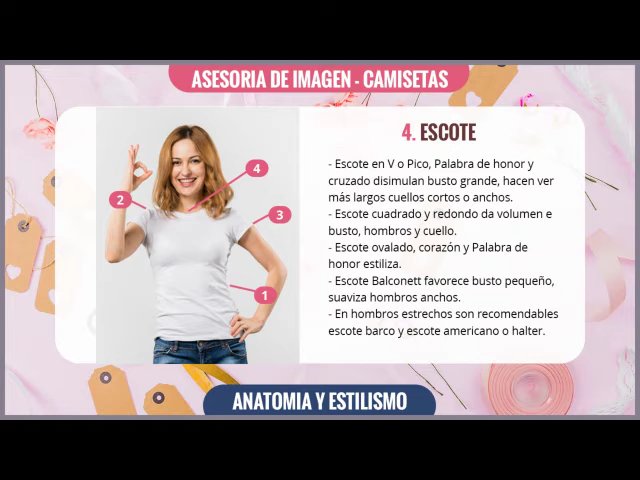 ASESORIA DE IMAGEN - CAMISETAS
4. ESCOTE
- Escote en V o Pico, Palabra de honor y
cruzado disimulan busto grande, hacen ver
más largos cuellos cortos o anchos.
- Escote cuadrado y redondo da volumen e
busto, hombros y cuello.
- Escote ovalado, corazón y Palabra de
honor estiliza.
- Escote Balconett favorece busto pequeño,
suaviza hombros anchos.
- En hombros estrechos son recomendables
escote barco y escote americano o halter.
4
2
3
1
ANATOMIA Y ESTILISMO